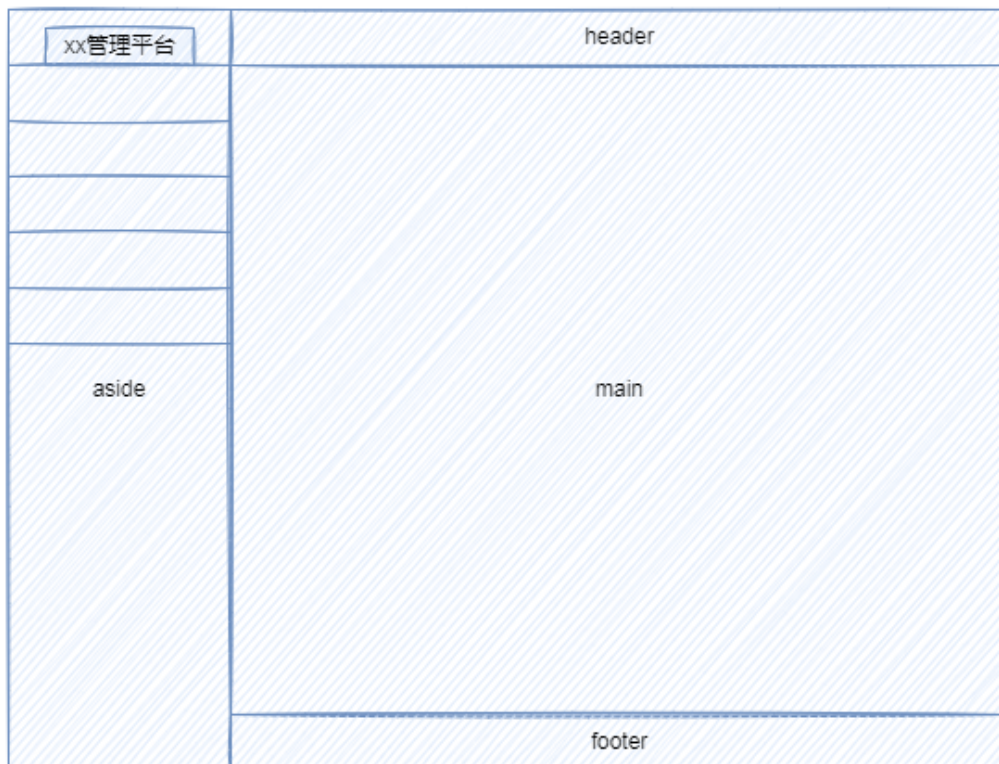 xx管理平台
header
aside
main
footer